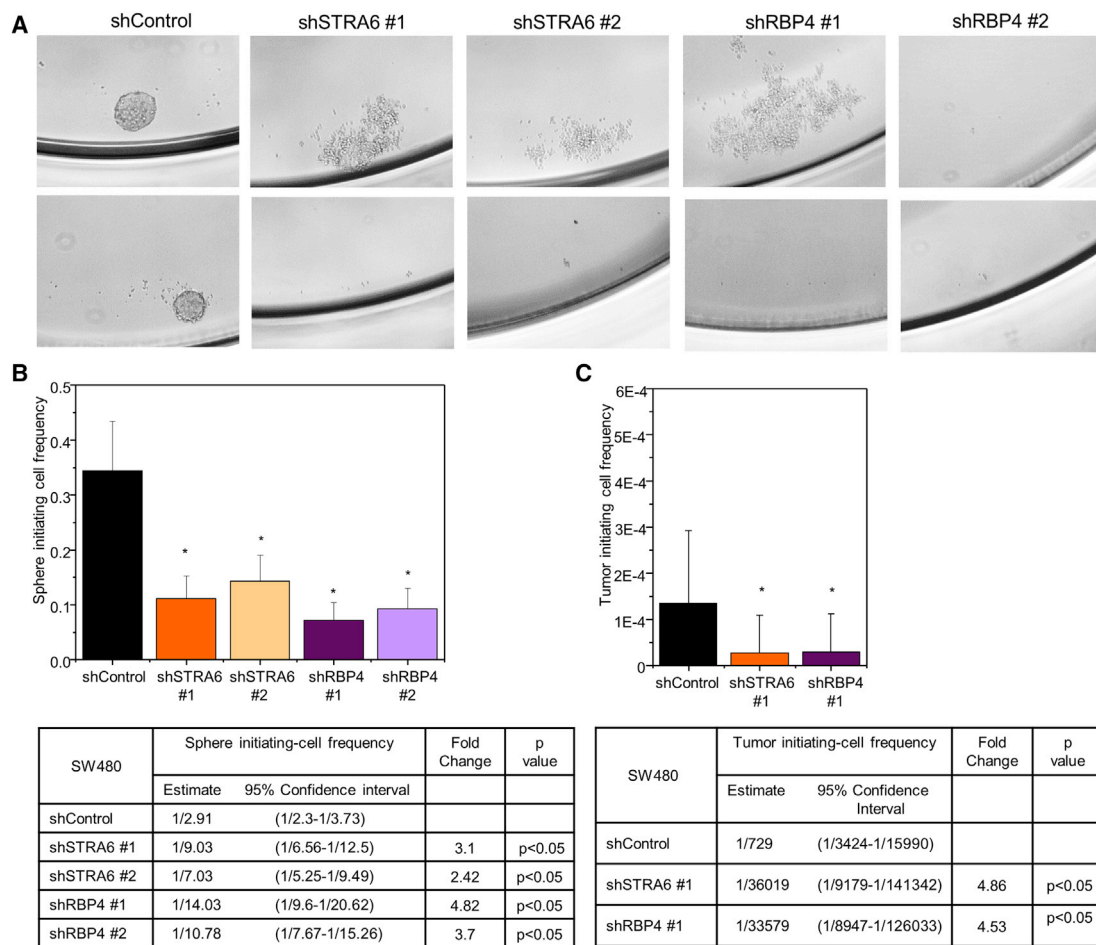 A
shControl
shSTRA6 #1
shSTRA6 #2
shRBP4 #1
shRBP4 #2
B
Sphere initiating cell frequency
0.5
0.4
0.3
0.2
0.1
0.0
shControl
shSTRA6 #1
shSTRA6 #2
shRBP4 #1
shRBP4 #2
*
*
*
*
C
Tumor initiating cell frequency
6E-4
5E-4
4E-4
3E-4
2E-4
1E-4
0
shControl
shSTRA6 #1
shRBP4 #1
*
*
SW480
Sphere initiating-cell frequency
Fold Change
p value
Estimate 95% Confidence interval
shControl 1/2.91 (1/2.3-1/3.73)
shSTRA6 #1 1/9.03 (1/6.56-1/12.5) 3.1 p<0.05
shSTRA6 #2 1/7.03 (1/5.25-1/9.49) 2.42 p<0.05
shRBP4 #1 1/14.03 (1/9.6-1/20.62) 4.82 p<0.05
shRBP4 #2 1/10.78 (1/7.67-1/15.26) 3.7 p<0.05
SW480
Tumor initiating-cell frequency
Fold Change
p value
Estimate 95% Confidence Interval
shControl 1/729 (1/3424-1/15990)
shSTRA6 #1 1/36019 (1/9179-1/141342) 4.86 p<0.05
shRBP4 #1 1/33579 (1/8947-1/126033) 4.53 p<0.05